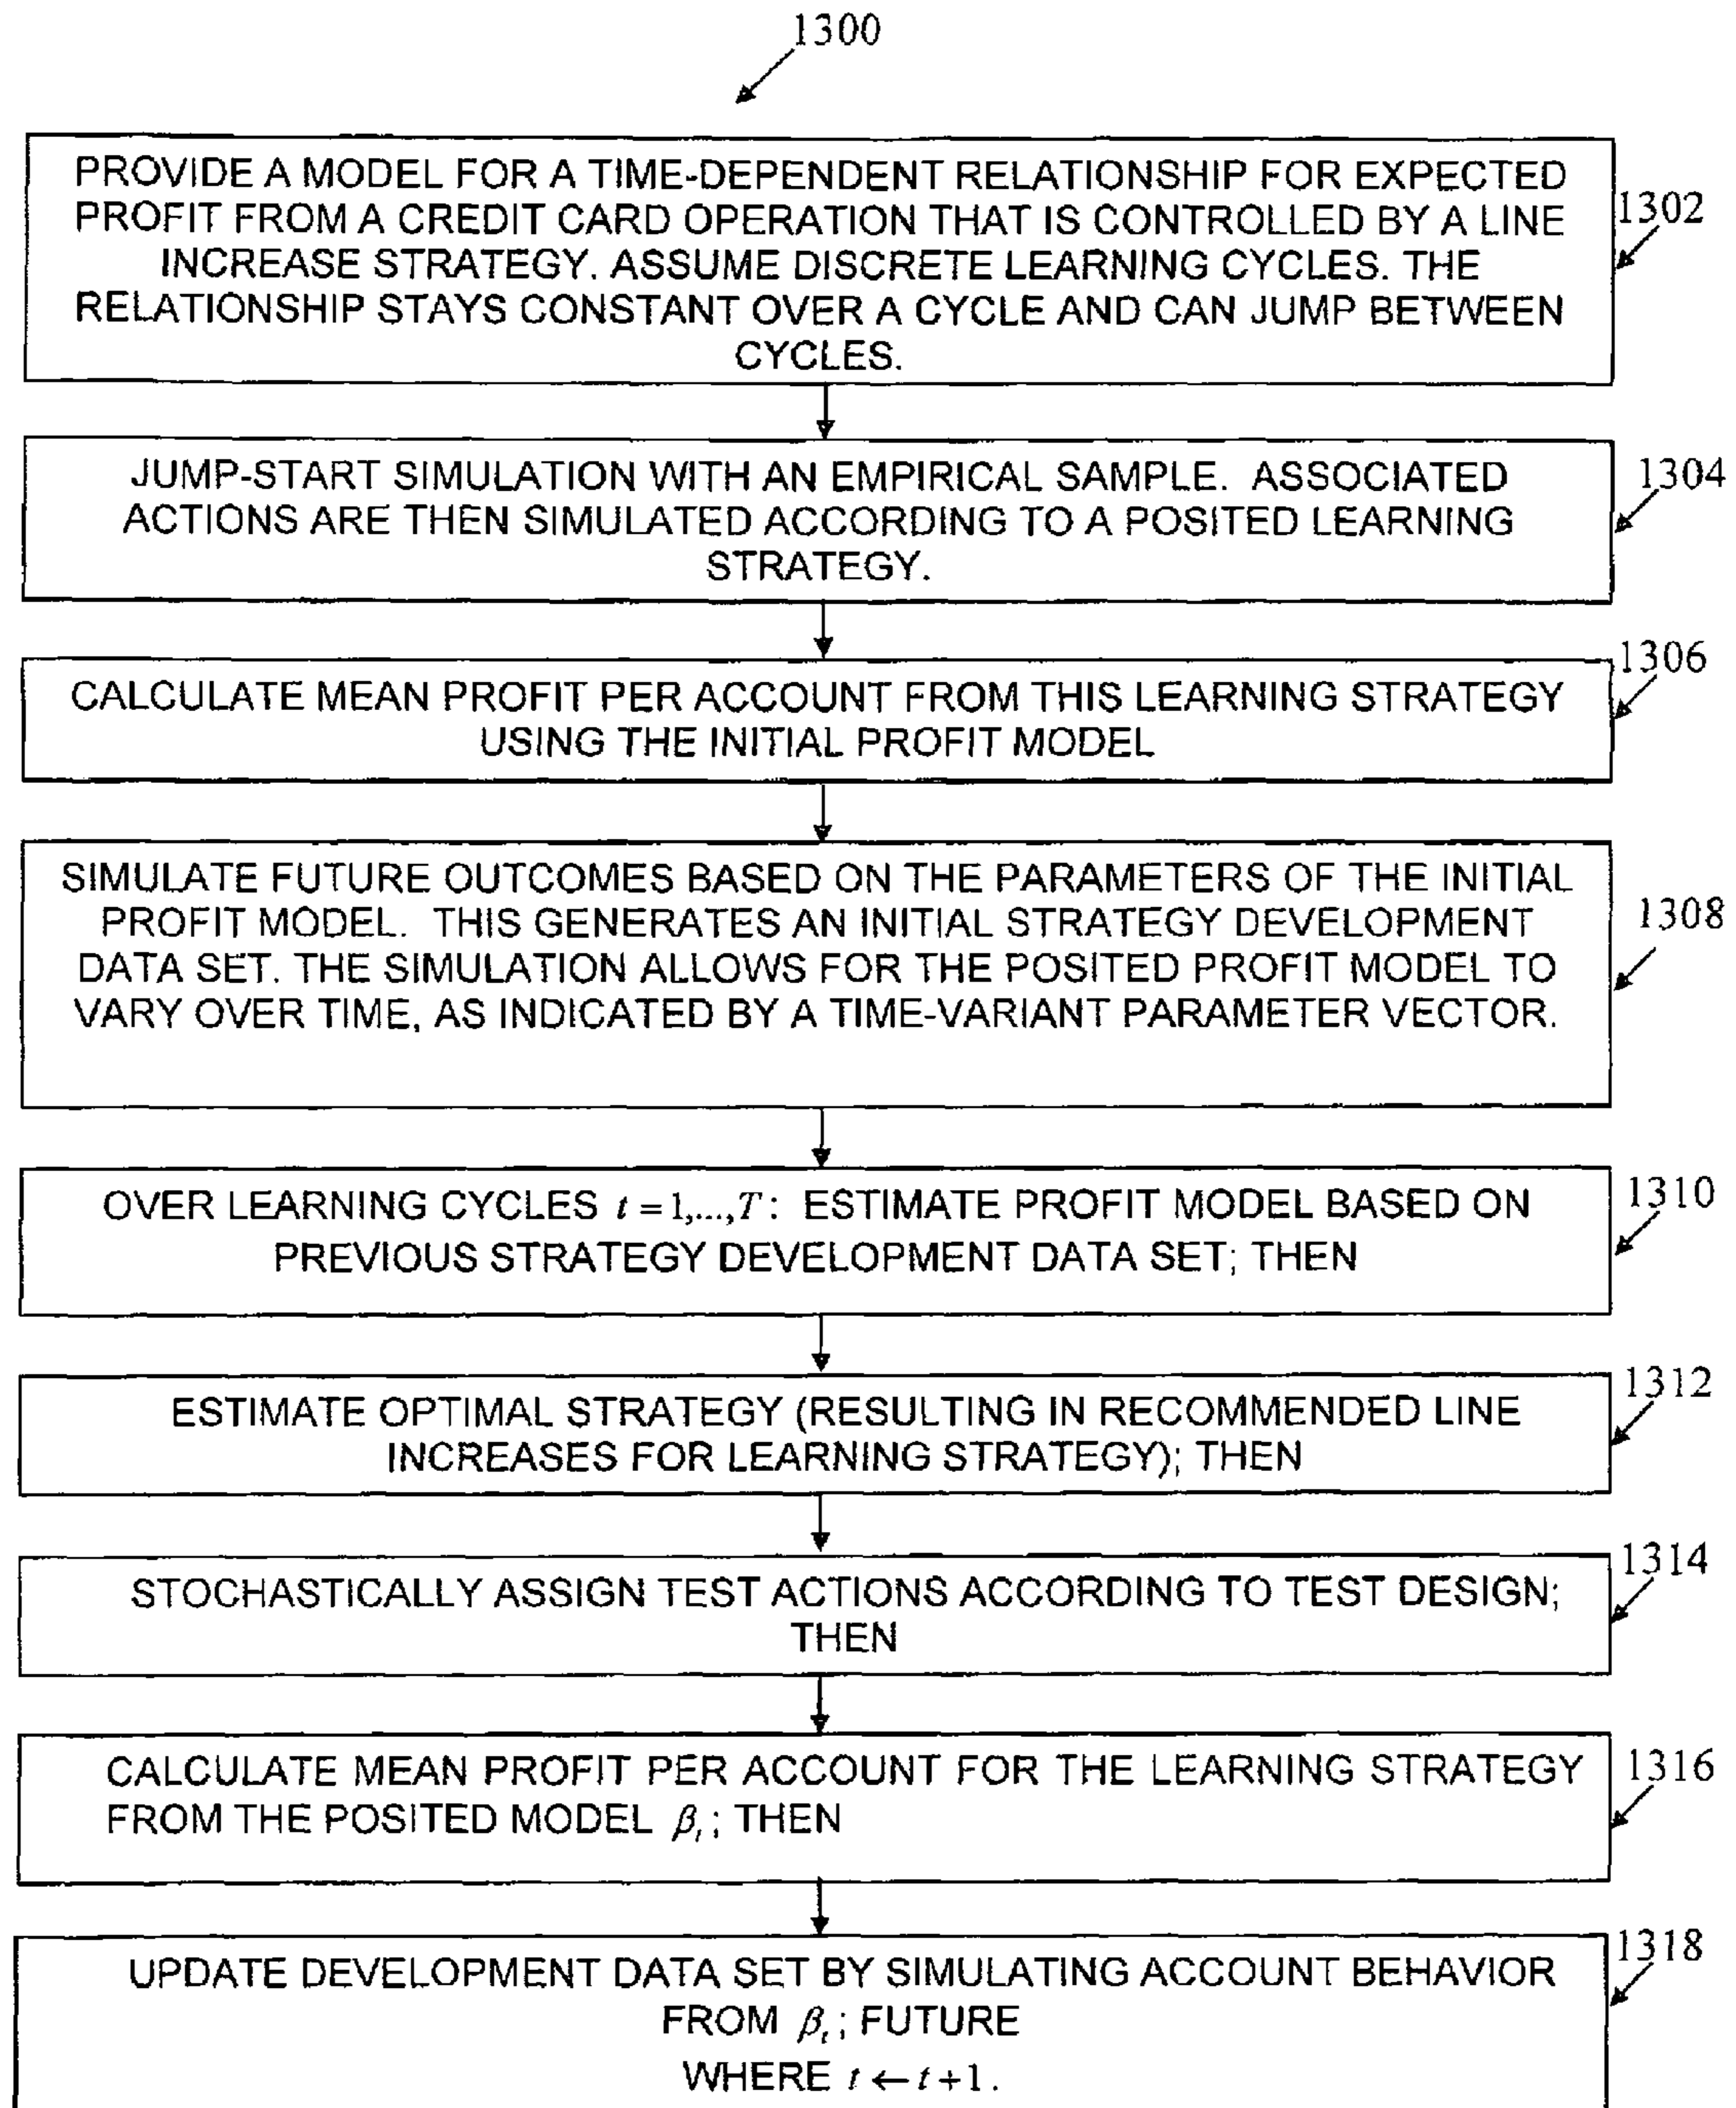 1300
PROVIDE A MODEL FOR A TIME-DEPENDENT RELATIONSHIP FOR EXPECTED
PROFIT FROM A CREDIT CARD OPERATION THAT IS CONTROLLED BY A LINE
INCREASE STRATEGY. ASSUME DISCRETE LEARNING CYCLES. THE
RELATIONSHIP STAYS CONSTANT OVER A CYCLE AND CAN JUMP BETWEEN
CYCLES.
1302
JUMP-START SIMULATION WITH AN EMPIRICAL SAMPLE. ASSOCIATED
ACTIONS ARE THEN SIMULATED ACCORDING TO A POSITED LEARNING
STRATEGY.
1304
CALCULATE MEAN PROFIT PER ACCOUNT FROM THIS LEARNING STRATEGY
USING THE INITIAL PROFIT MODEL
1306
SIMULATE FUTURE OUTCOMES BASED ON THE PARAMETERS OF THE INITIAL
PROFIT MODEL. THIS GENERATES AN INITIAL STRATEGY DEVELOPMENT
DATA SET. THE SIMULATION ALLOWS FOR THE POSITED PROFIT MODEL TO
VARY OVER TIME, AS INDICATED BY A TIME-VARIANT PARAMETER VECTOR.
1308
OVER LEARNING CYCLES t = 1,...,T: ESTIMATE PROFIT MODEL BASED ON
PREVIOUS STRATEGY DEVELOPMENT DATA SET; THEN
1310
ESTIMATE OPTIMAL STRATEGY (RESULTING IN RECOMMENDED LINE
INCREASES FOR LEARNING STRATEGY); THEN
1312
STOCHASTICALLY ASSIGN TEST ACTIONS ACCORDING TO TEST DESIGN;
THEN
1314
CALCULATE MEAN PROFIT PER ACCOUNT FOR THE LEARNING STRATEGY
FROM THE POSITED MODEL βt; THEN
1316
UPDATE DEVELOPMENT DATA SET BY SIMULATING ACCOUNT BEHAVIOR
FROM βt; FUTURE
WHERE t ← t+1.
1318